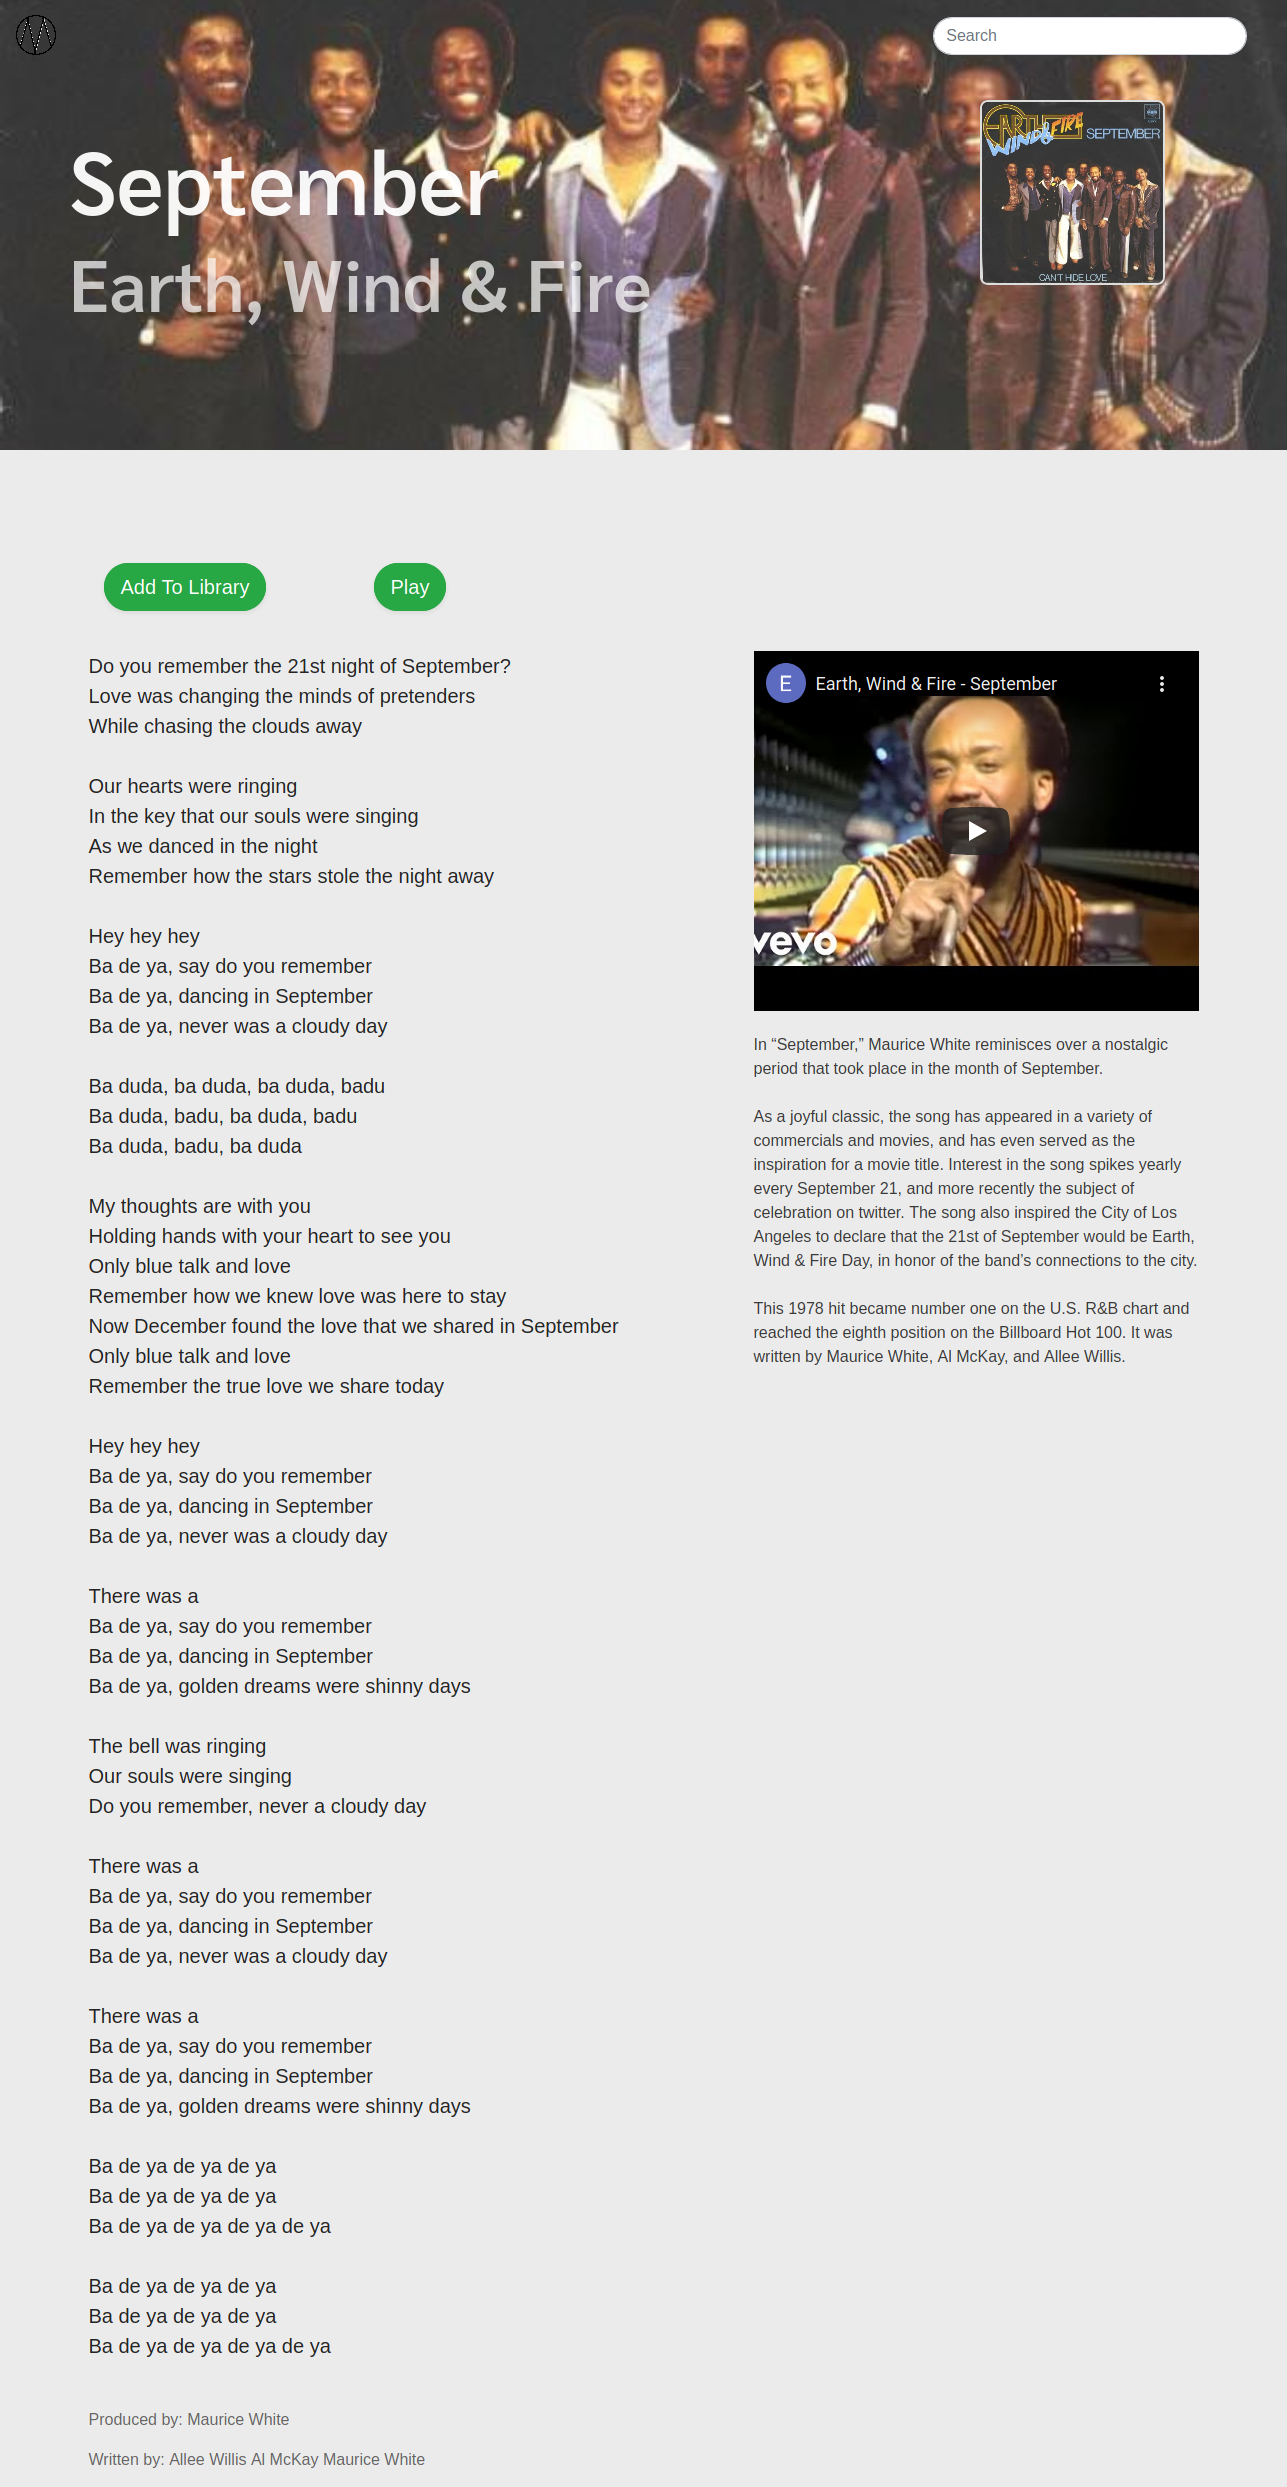 Search
EARTH
WIND&
FIRE
SEPTEMBER
CAN'T HIDE LOVE
September
Earth, Wind & Fire
Add To Library
Play
Do you remember the 21st night of September?
Love was changing the minds of pretenders
While chasing the clouds away
Our hearts were ringing
In the key that our souls were singing
As we danced in the night
Remember how the stars stole the night away
Hey hey hey
Ba de ya, say do you remember
Ba de ya, dancing in September
Ba de ya, never was a cloudy day
Ba duda, ba duda, ba duda, badu
Ba duda, badu, ba duda, badu
Ba duda, badu, ba duda
My thoughts are with you
Holding hands with your heart to see you
Only blue talk and love
Remember how we knew love was here to stay
Now December found the love that we shared in September
Only blue talk and love
Remember the true love we share today
Hey hey hey
Ba de ya, say do you remember
Ba de ya, dancing in September
Ba de ya, never was a cloudy day
There was a
Ba de ya, say do you remember
Ba de ya, dancing in September
Ba de ya, golden dreams were shinny days
The bell was ringing
Our souls were singing
Do you remember, never a cloudy day
There was a
Ba de ya, say do you remember
Ba de ya, dancing in September
Ba de ya, never was a cloudy day
There was a
Ba de ya, say do you remember
Ba de ya, dancing in September
Ba de ya, golden dreams were shinny days
Ba de ya de ya de ya
Ba de ya de ya de ya
Ba de ya de ya de ya de ya
Ba de ya de ya de ya
Ba de ya de ya de ya
Ba de ya de ya de ya de ya
Produced by: Maurice White
Written by: Allee Willis Al McKay Maurice White
E
Earth, Wind & Fire - September
vevo
In “September,” Maurice White reminisces over a nostalgic
period that took place in the month of September.
As a joyful classic, the song has appeared in a variety of
commercials and movies, and has even served as the
inspiration for a movie title. Interest in the song spikes yearly
every September 21, and more recently the subject of
celebration on twitter. The song also inspired the City of Los
Angeles to declare that the 21st of September would be Earth,
Wind & Fire Day, in honor of the band’s connections to the city.
This 1978 hit became number one on the U.S. R&B chart and
reached the eighth position on the Billboard Hot 100. It was
written by Maurice White, Al McKay, and Allee Willis.